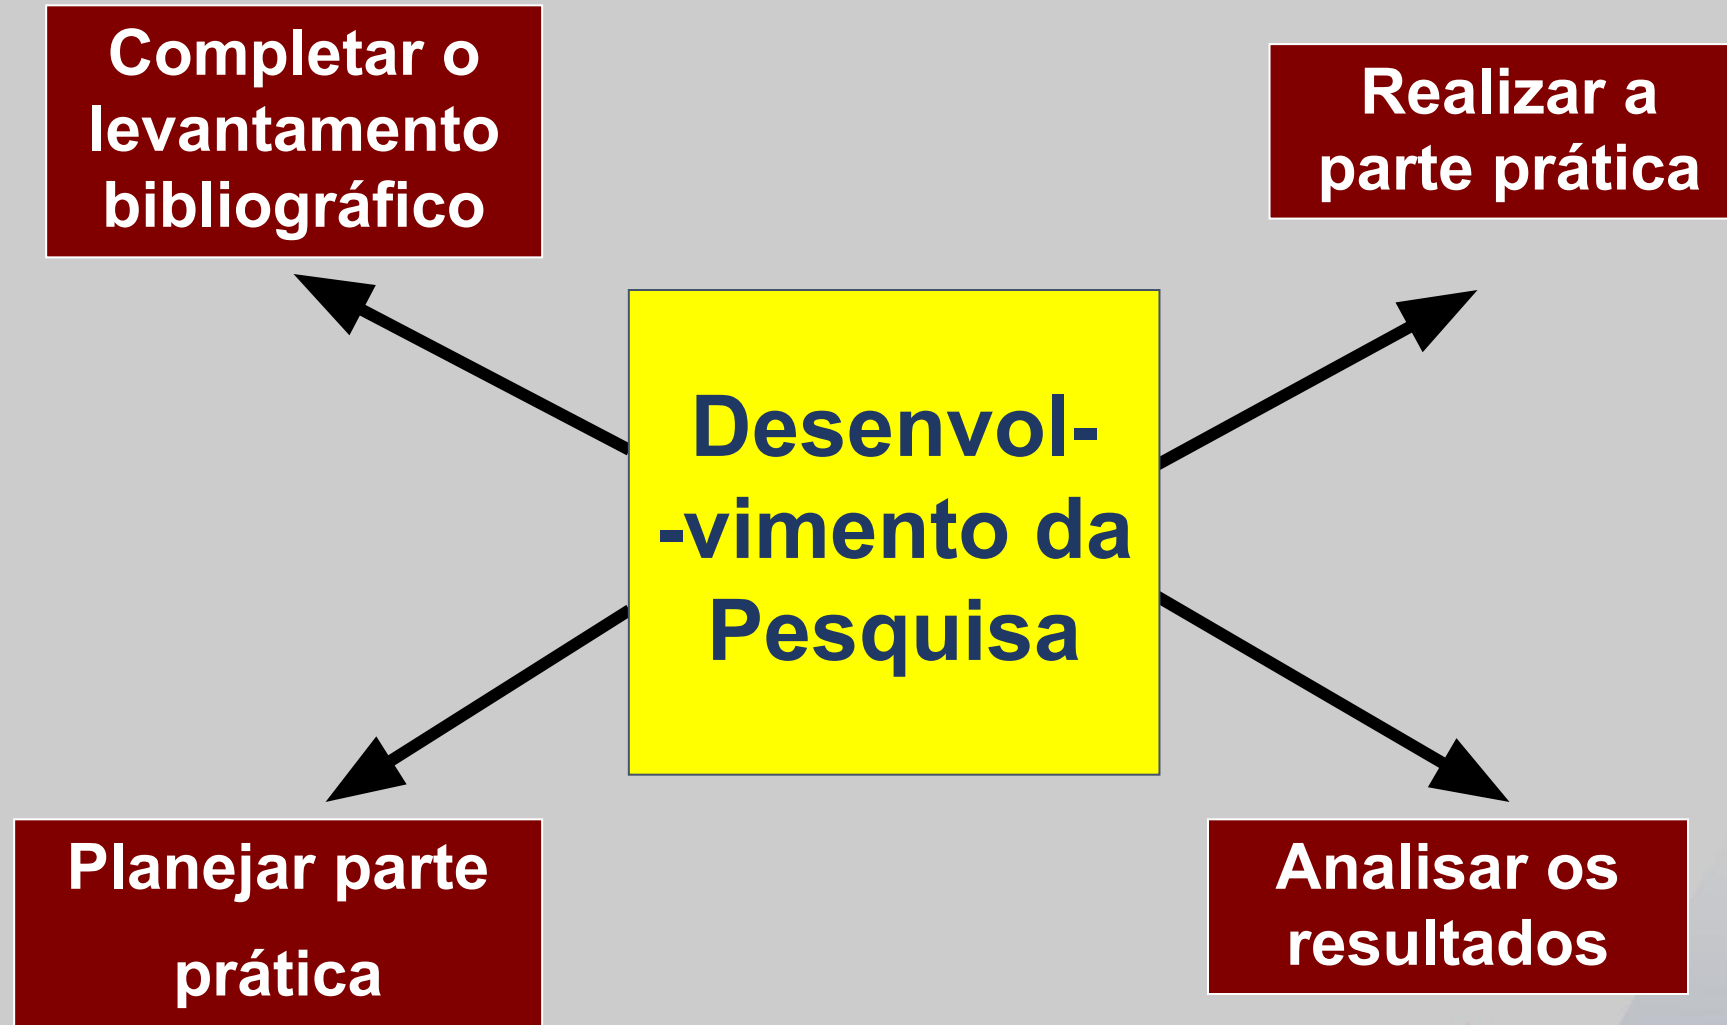 Completar o
levantamento
bibliográfico
Realizar a
parte prática
Desenvol-
-vimento da
Pesquisa
Planejar parte
prática
Analisar os
resultados